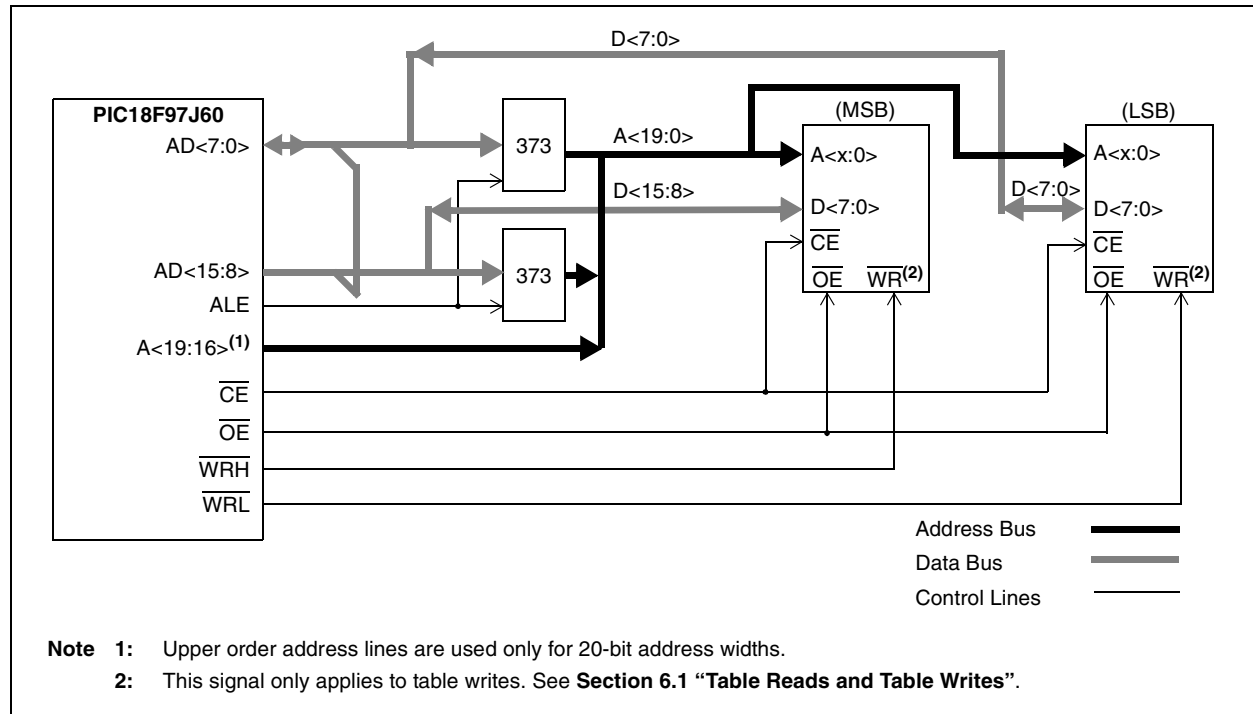 D<7:0>
PIC18F97J60
AD<7:0>
373
A<19:0>
(MSB)
(LSB)
A<x:0>
A<x:0>
D<15:8>
D<7:0>
D<7:0>
D<7:0>
CE
CE
AD<15:8>
373
OE
WR(2)
OE
WR(2)
ALE
A<19:16>(1)
CE
OE
WRH
WRL
Address Bus
Data Bus
Control Lines
Note 1: Upper order address lines are used only for 20-bit address widths.
2: This signal only applies to table writes. See Section 6.1 “Table Reads and Table Writes”.